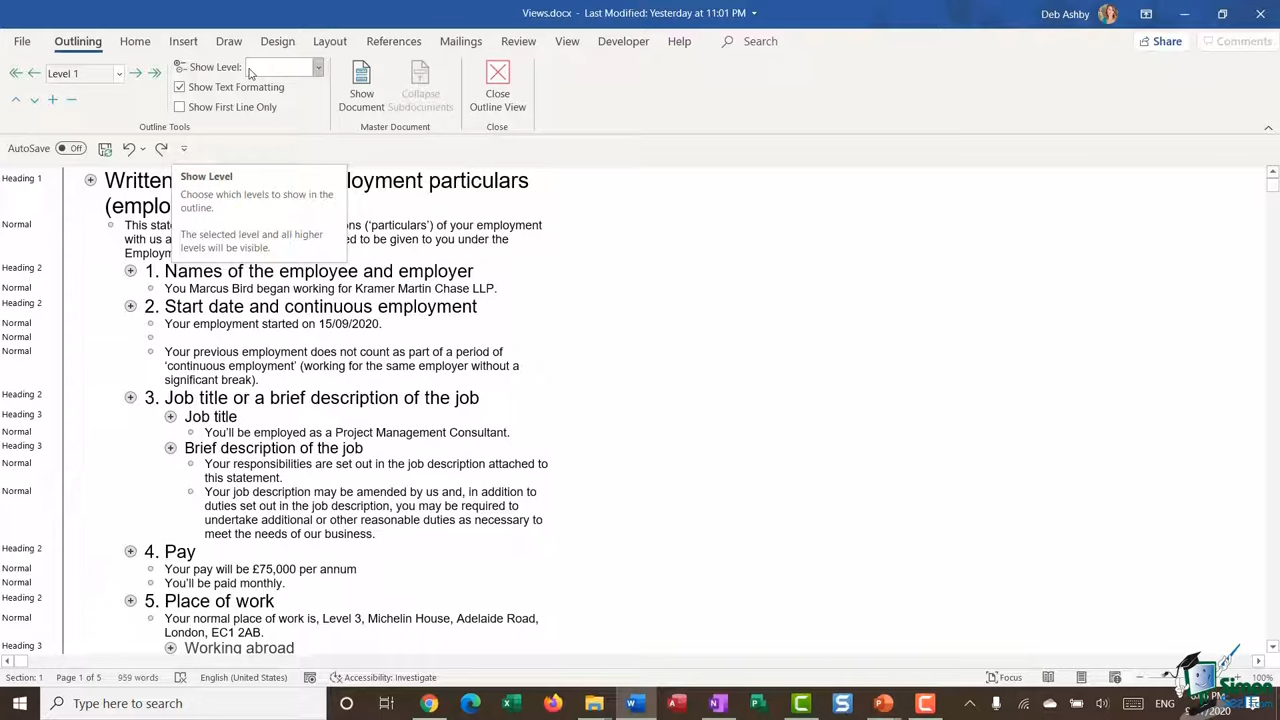 Views.docx - Last Modified: Yesterday at 11:01 PM
Deb Ashby
File Outlining Home Insert Draw Design Layout References Mailings Review View Developer Help Search Share Comments
Level 1
Show Level:
Show Text Formatting
Show First Line Only
Outline Tools
Show Document
Collapse Subdocuments
Master Document
Close Outline View
Close
AutoSave Off
Show Level
Choose which levels to show in the
outline.
The selected level and all higher
levels will be visible.
Heading 1 Written loyment particulars
(emplo
Normal This stat ons (‘particulars’) of your employment
with us a ed to be given to you under the
Employm
Heading 2 1. Names of the employee and employer
Normal You Marcus Bird began working for Kramer Martin Chase LLP.
Heading 2 2. Start date and continuous employment
Normal Your employment started on 15/09/2020.
Normal
Normal Your previous employment does not count as part of a period of
‘continuous employment’ (working for the same employer without a
significant break).
Heading 2 3. Job title or a brief description of the job
Heading 3 Job title
Normal You’ll be employed as a Project Management Consultant.
Heading 3 Brief description of the job
Normal Your responsibilities are set out in the job description attached to
this statement.
Normal Your job description may be amended by us and, in addition to
duties set out in the job description, you may be required to
undertake additional or other reasonable duties as necessary to
meet the needs of our business.
Heading 2 4. Pay
Normal Your pay will be £75,000 per annum
Normal You’ll be paid monthly.
Heading 2 5. Place of work
Normal Your normal place of work is, Level 3, Michelin House, Adelaide Road,
London, EC1 2AB.
Heading 3 Working abroad
Section: 1 Page 1 of 5 959 words English (United States) Accessibility: Investigate Focus 100%
Type here to search
ENG